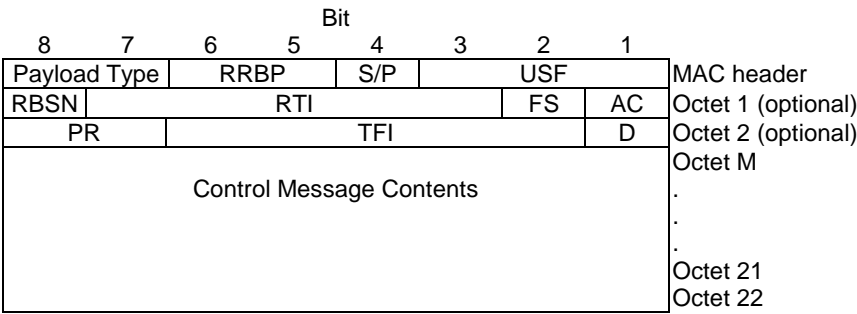 Bit
8 7 6 5 4 3 2 1
Payload Type RRBP S/P USF MAC header
RBSN RTI FS AC Octet 1 (optional)
PR TFI D Octet 2 (optional)
Octet M
Control Message Contents .
.
.
Octet 21
Octet 22